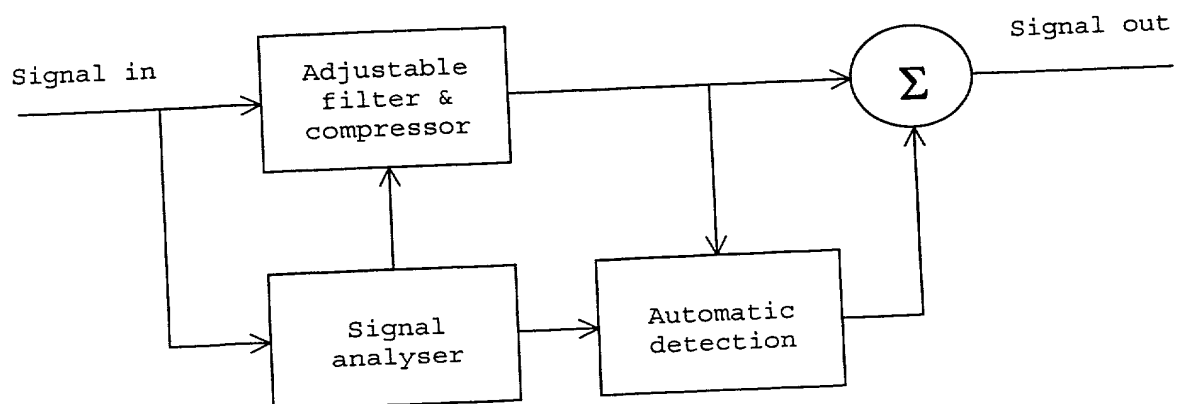 Signal in
Adjustable
filter &
compressor
Σ
Signal out
Signal
analyser
Automatic
detection